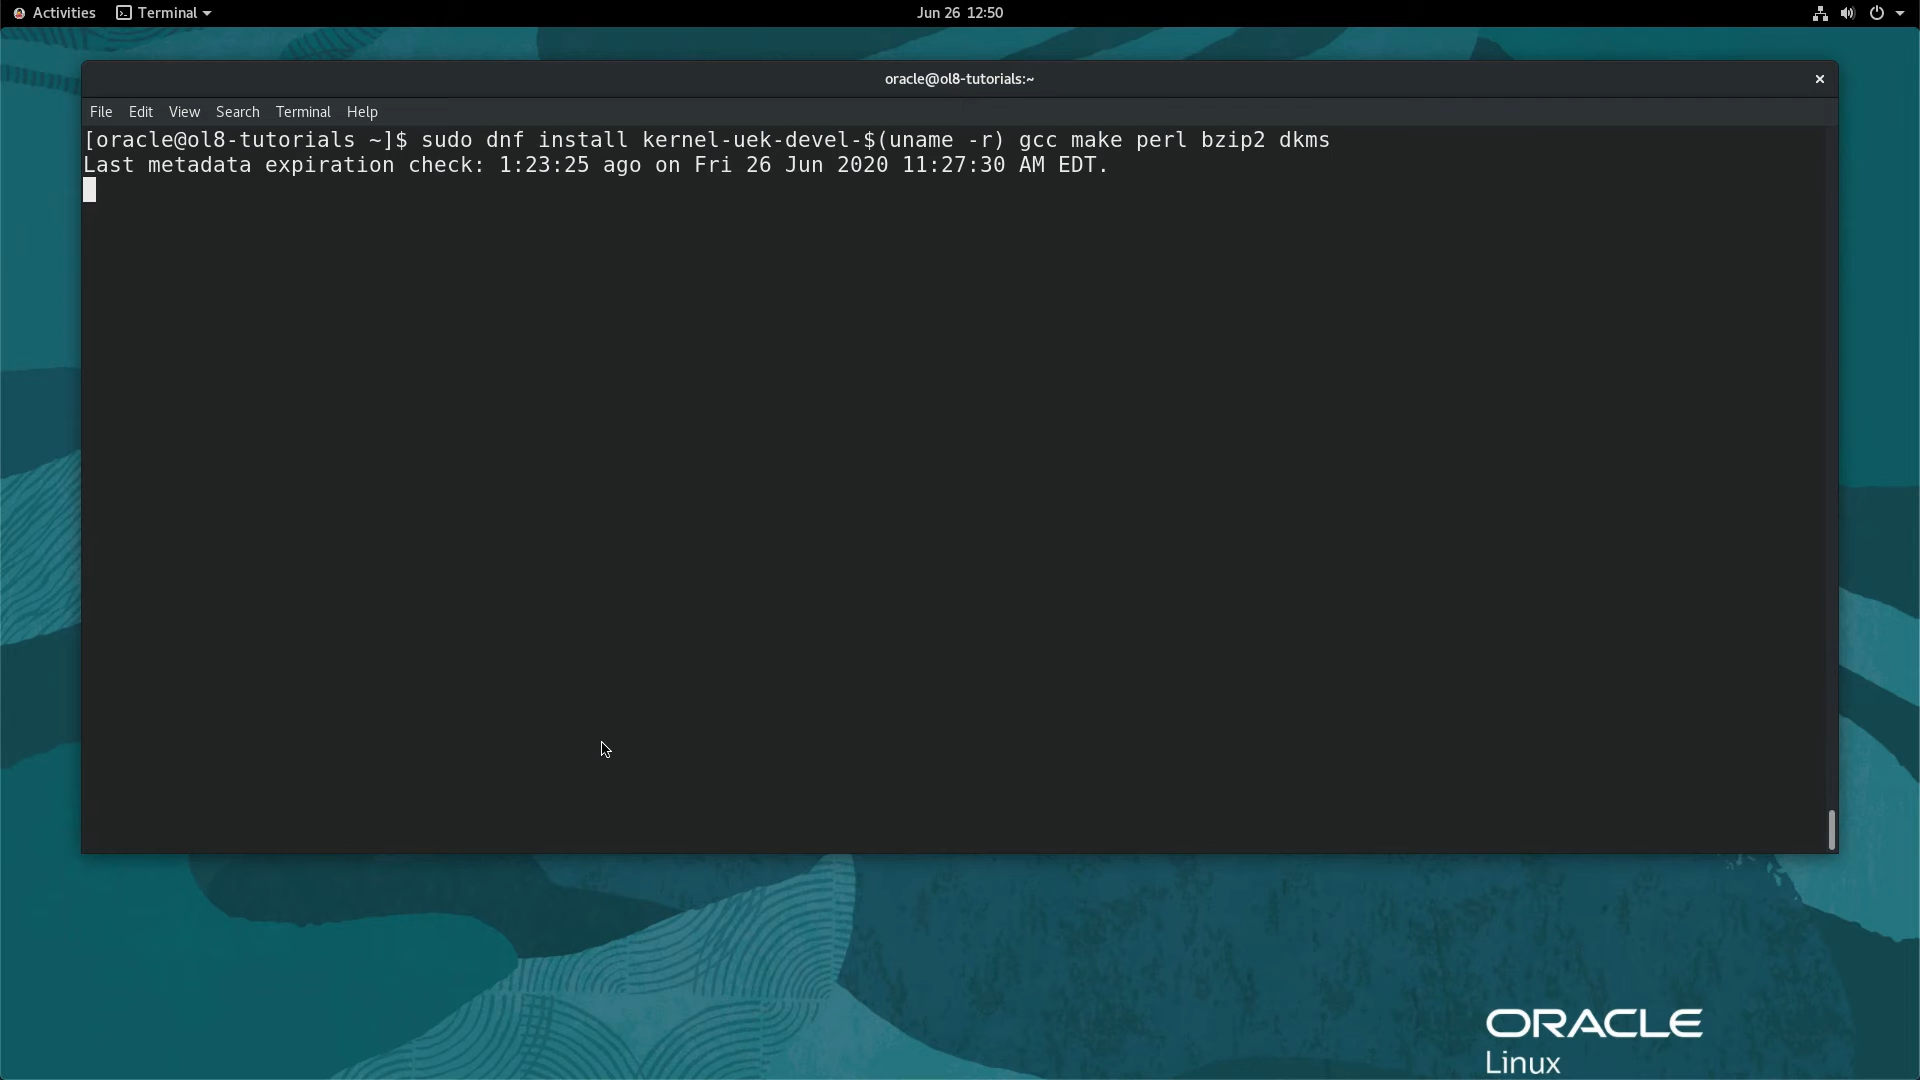 Activities Terminal Jun 26 12:50
oracle@ol8-tutorials:~
File Edit View Search Terminal Help
[oracle@ol8-tutorials ~]$ sudo dnf install kernel-uek-devel-$(uname -r) gcc make perl bzip2 dkms
Last metadata expiration check: 1:23:25 ago on Fri 26 Jun 2020 11:27:30 AM EDT.
ORACLE
Linux